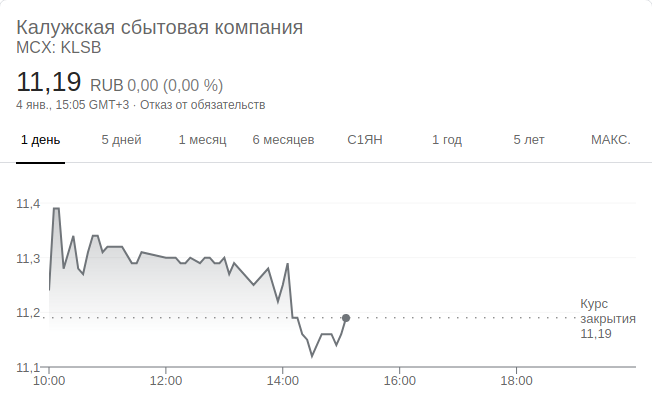 Калужская сбытовая компания
MCX: KLSB
11,19 RUB 0,00 (0,00 %)
4 янв., 15:05 GMT+3 · Отказ от обязательств
1 день 5 дней 1 месяц 6 месяцев С1ЯН 1 год 5 лет МАКС.
11,4
11,3
11,2
11,1
Курс
закрытия
11,19
10:00 12:00 14:00 16:00 18:00